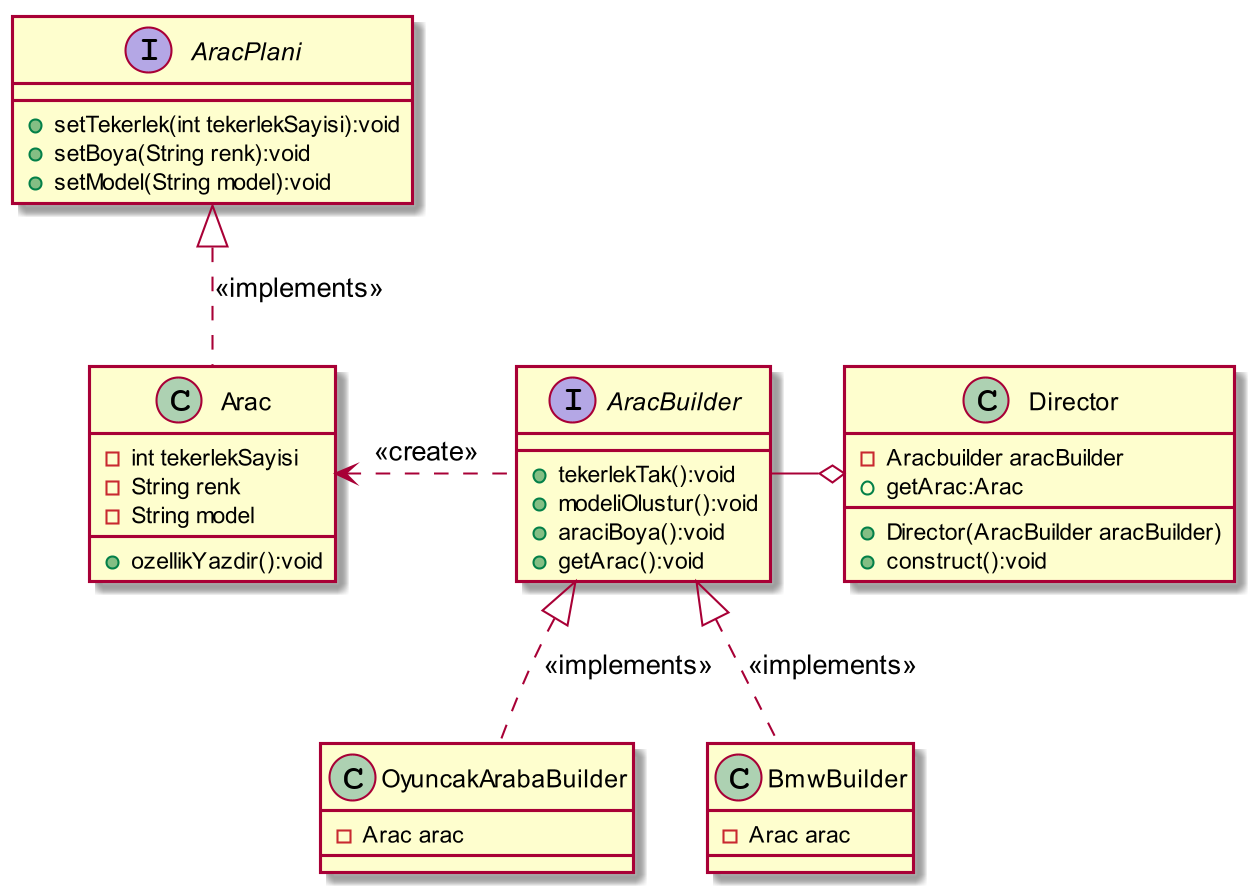 I AracPlani
setTekerlek(int tekerlekSayisi):void
setBoya(String renk):void
setModel(String model):void
«implements»
C Arac
int tekerlekSayisi
String renk
String model
ozellikYazdir():void
«create»
I AracBuilder
tekerlekTak():void
modeliOlustur():void
araciBoya():void
getArac():void
C Director
Aracbuilder aracBuilder
getArac:Arac
Director(AracBuilder aracBuilder)
construct():void
«implements»
«implements»
C OyuncakArabaBuilder
Arac arac
C BmwBuilder
Arac arac